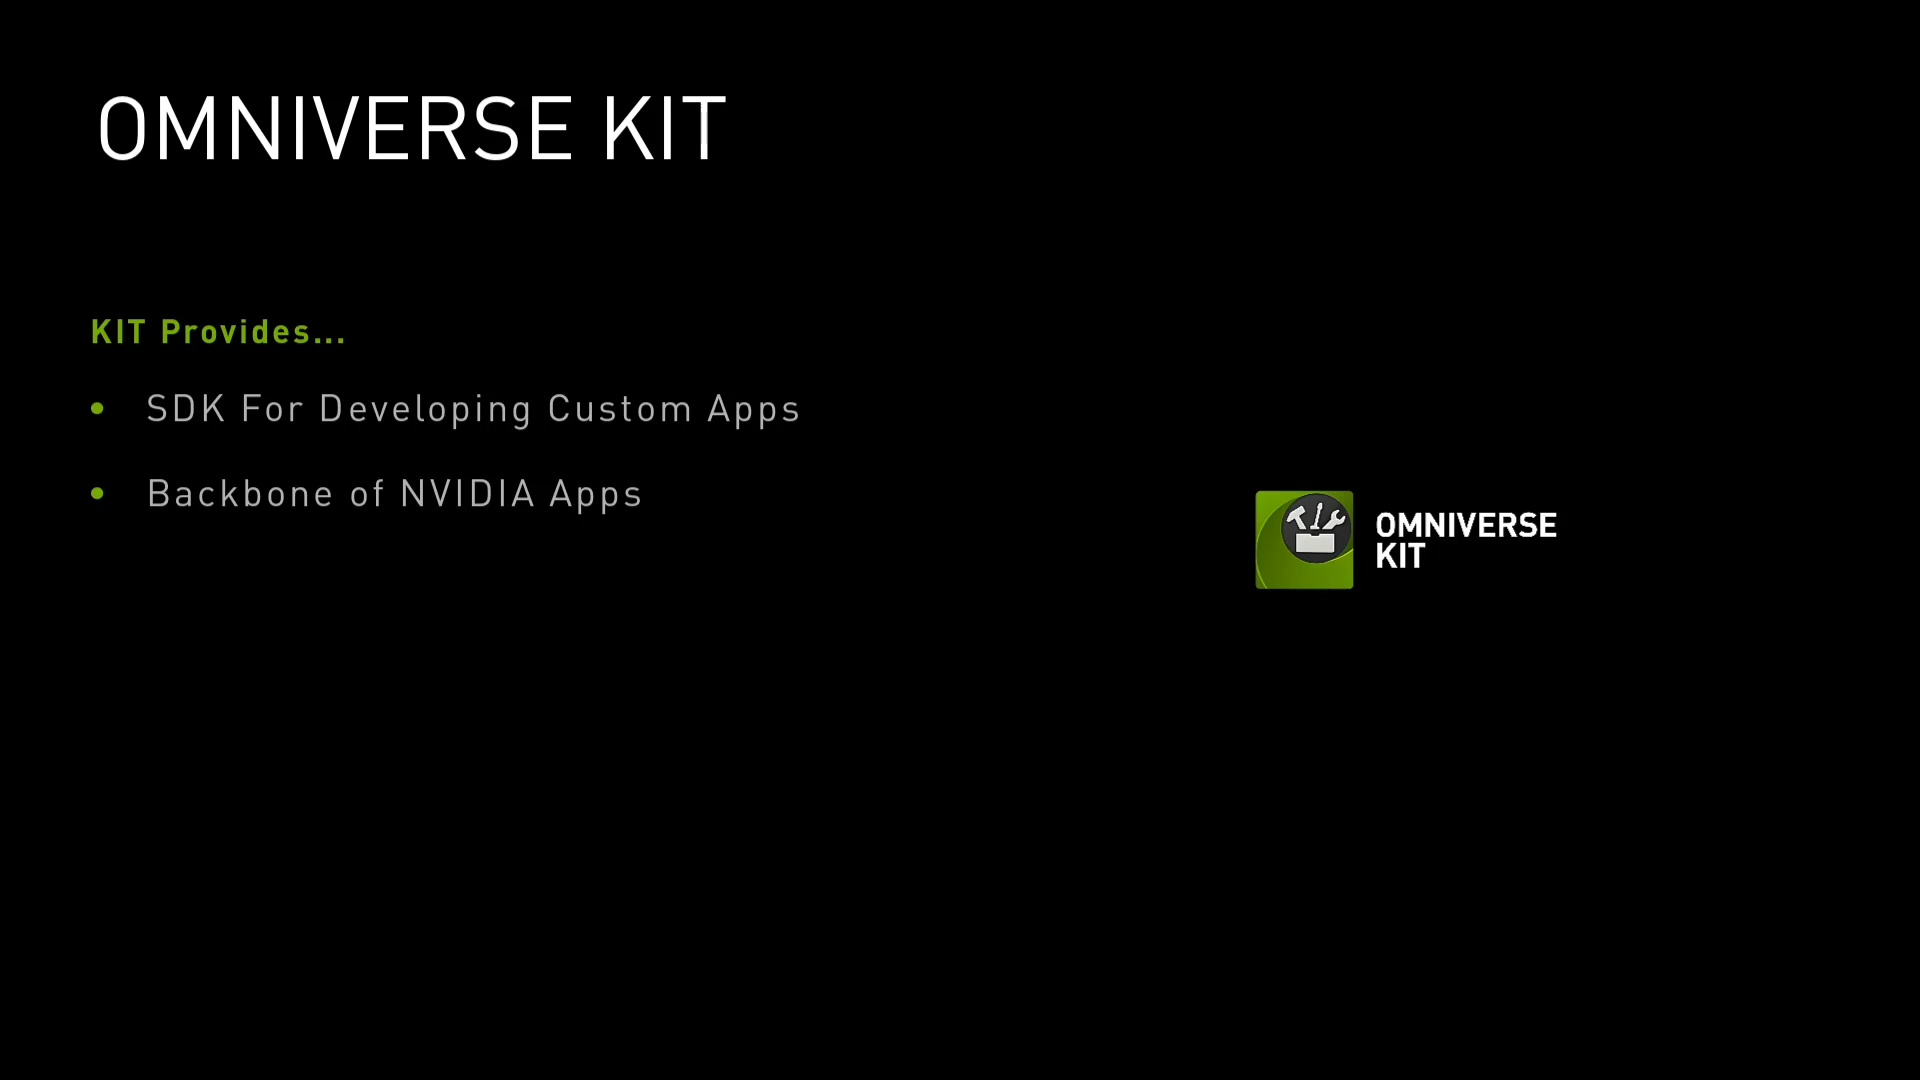 OMNIVERSE KIT
KIT Provides...
• SDK For Developing Custom Apps
• Backbone of NVIDIA Apps
OMNIVERSE
KIT